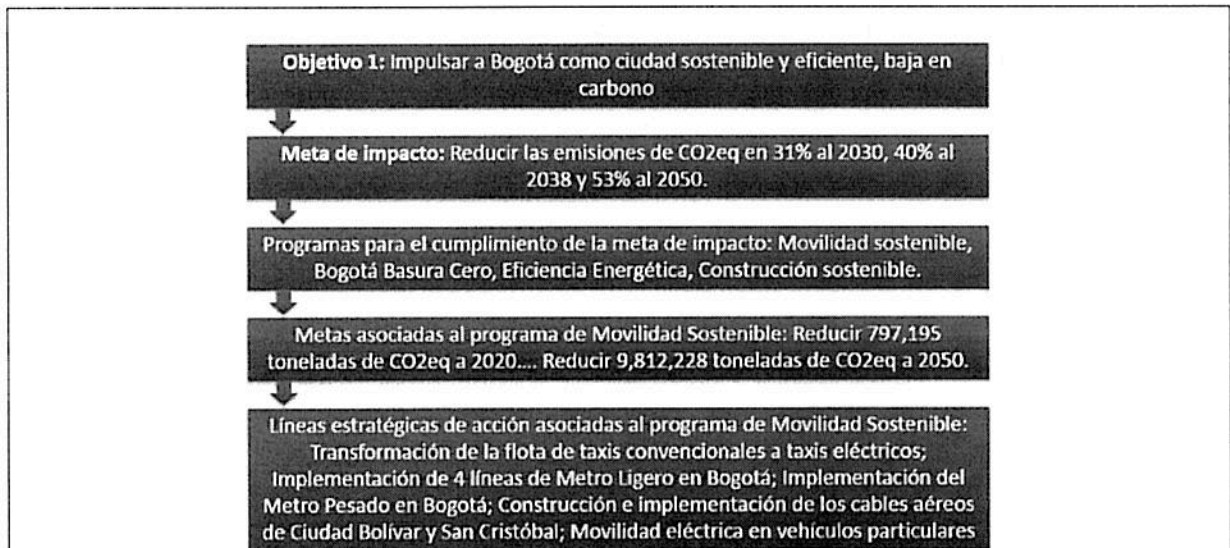 Objetivo 1: Impulsar a Bogotá como ciudad sostenible y eficiente, baja en
carbono
Meta de impacto: Reducir las emisiones de CO2eq en 31% al 2030, 40% al
2038 y 53% al 2050.
Programas para el cumplimiento de la meta de impacto: Movilidad sostenible,
Bogotá Basura Cero, Eficiencia Energética, Construcción sostenible.
Metas asociadas al programa de Movilidad Sostenible: Reducir 797,195
toneladas de CO2eq a 2020.... Reducir 9,812,228 toneladas de CO2eq a 2050.
Líneas estratégicas de acción asociadas al programa de Movilidad Sostenible:
Transformación de la flota de taxis convencionales a taxis eléctricos;
Implementación de 4 líneas de Metro Ligero en Bogotá; Implementación del
Metro Pesado en Bogotá; Construcción e implementación de los cables aéreos
de Ciudad Bolívar y San Cristóbal; Movilidad eléctrica en vehículos particulares